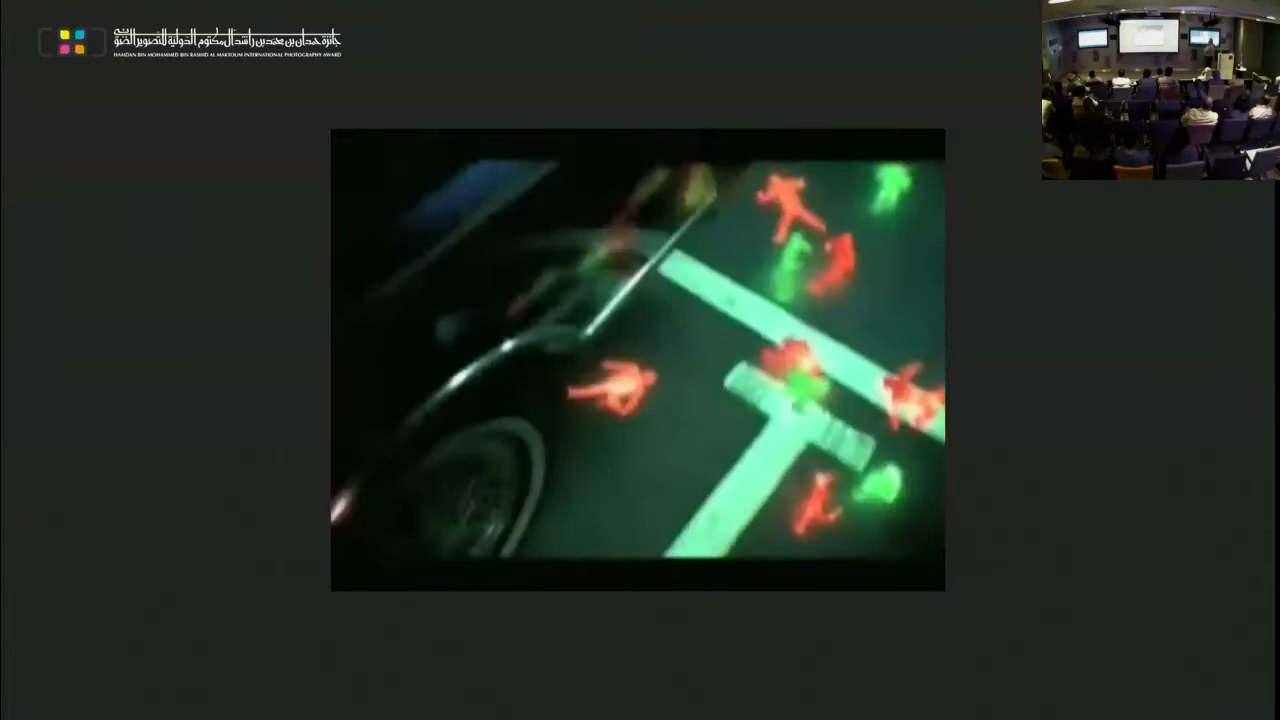 جائزة حمدان بن محمد بن راشد آل مكتوم الدولية للتصوير الضوئي
HAMDAN BIN MOHAMMED BIN RASHID AL MAKTOUM INTERNATIONAL PHOTOGRAPHY AWARD